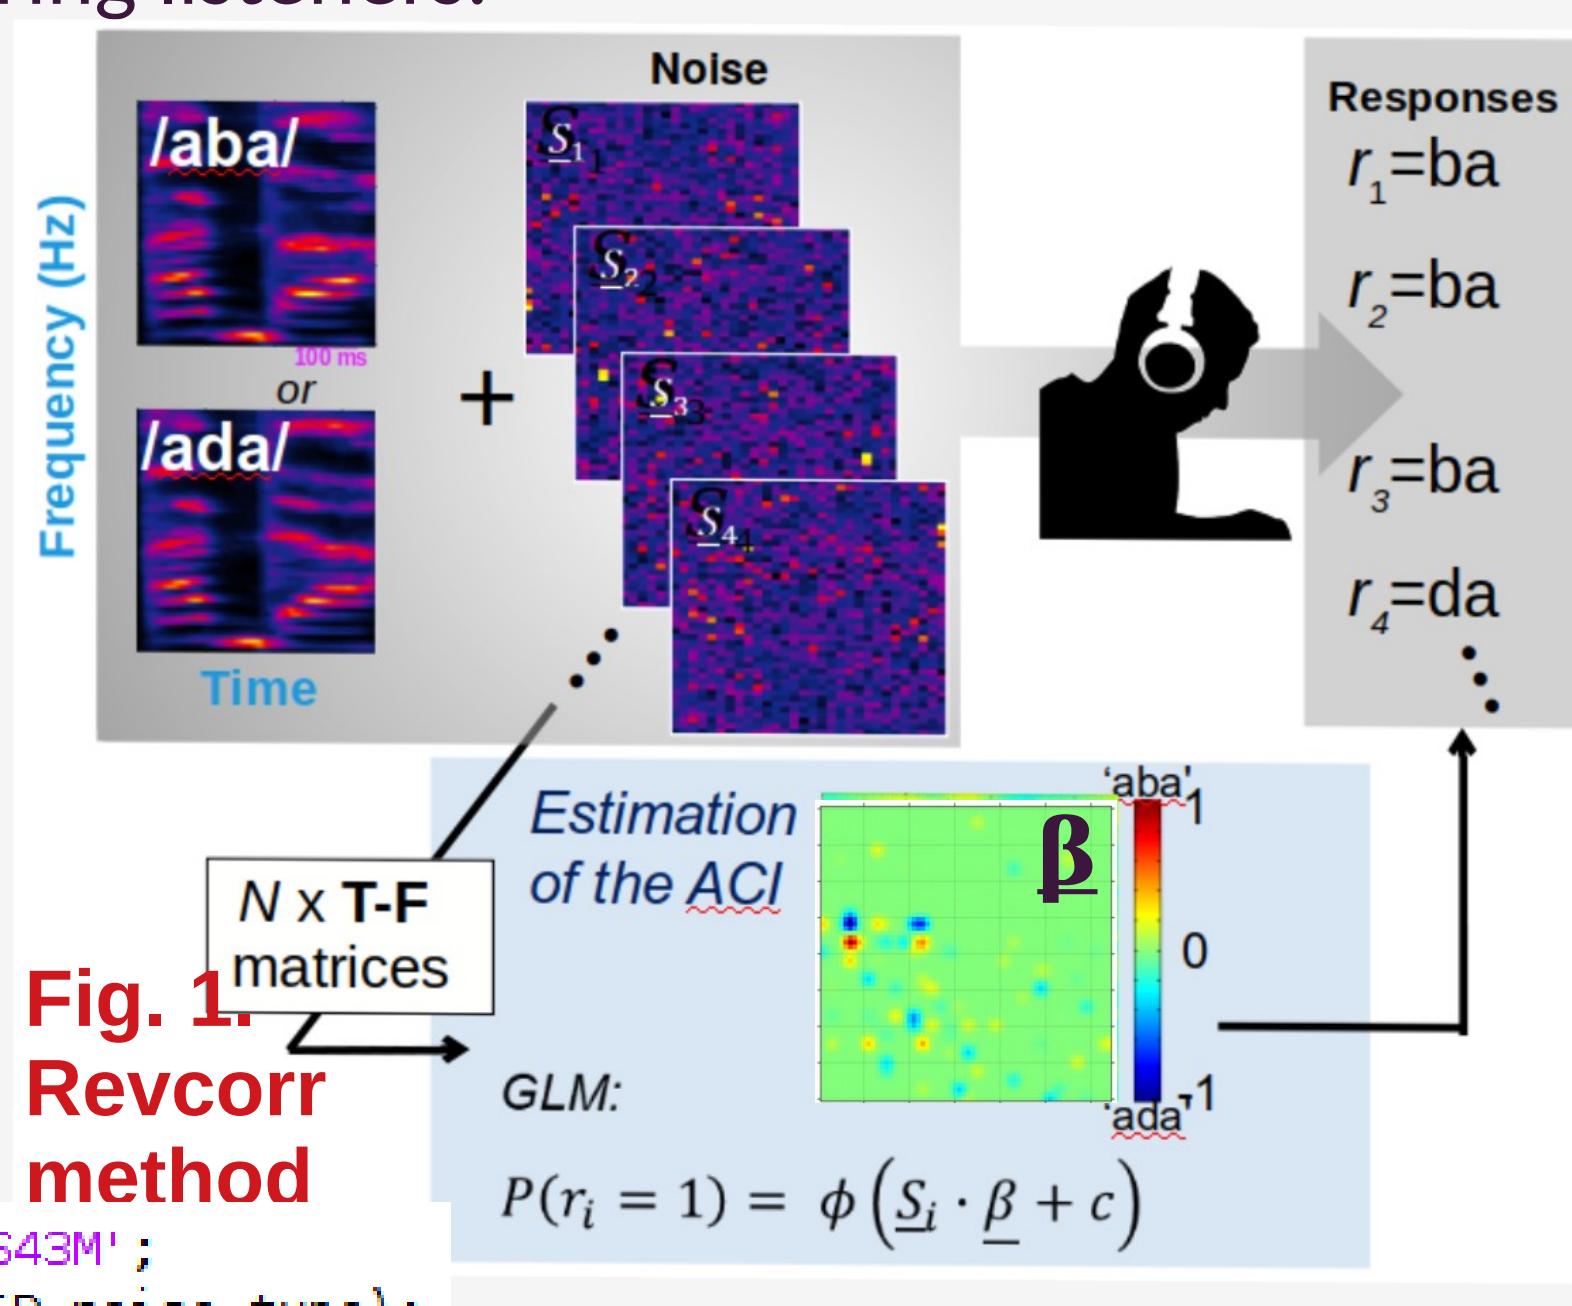 Noise
Responses
/aba/
S1
r1=ba
Frequency (Hz)
S2
r2=ba
100 ms
or
+
S3
/ada/
r3=ba
S4
r4=da
Time
Estimation
of the ACI
β
'aba'
1
0
-1
'ada'
N x T-F
matrices
Fig. 1.
Revcorr
method
GLM:
P(ri = 1) = ϕ(Si · β + c)
S43M';